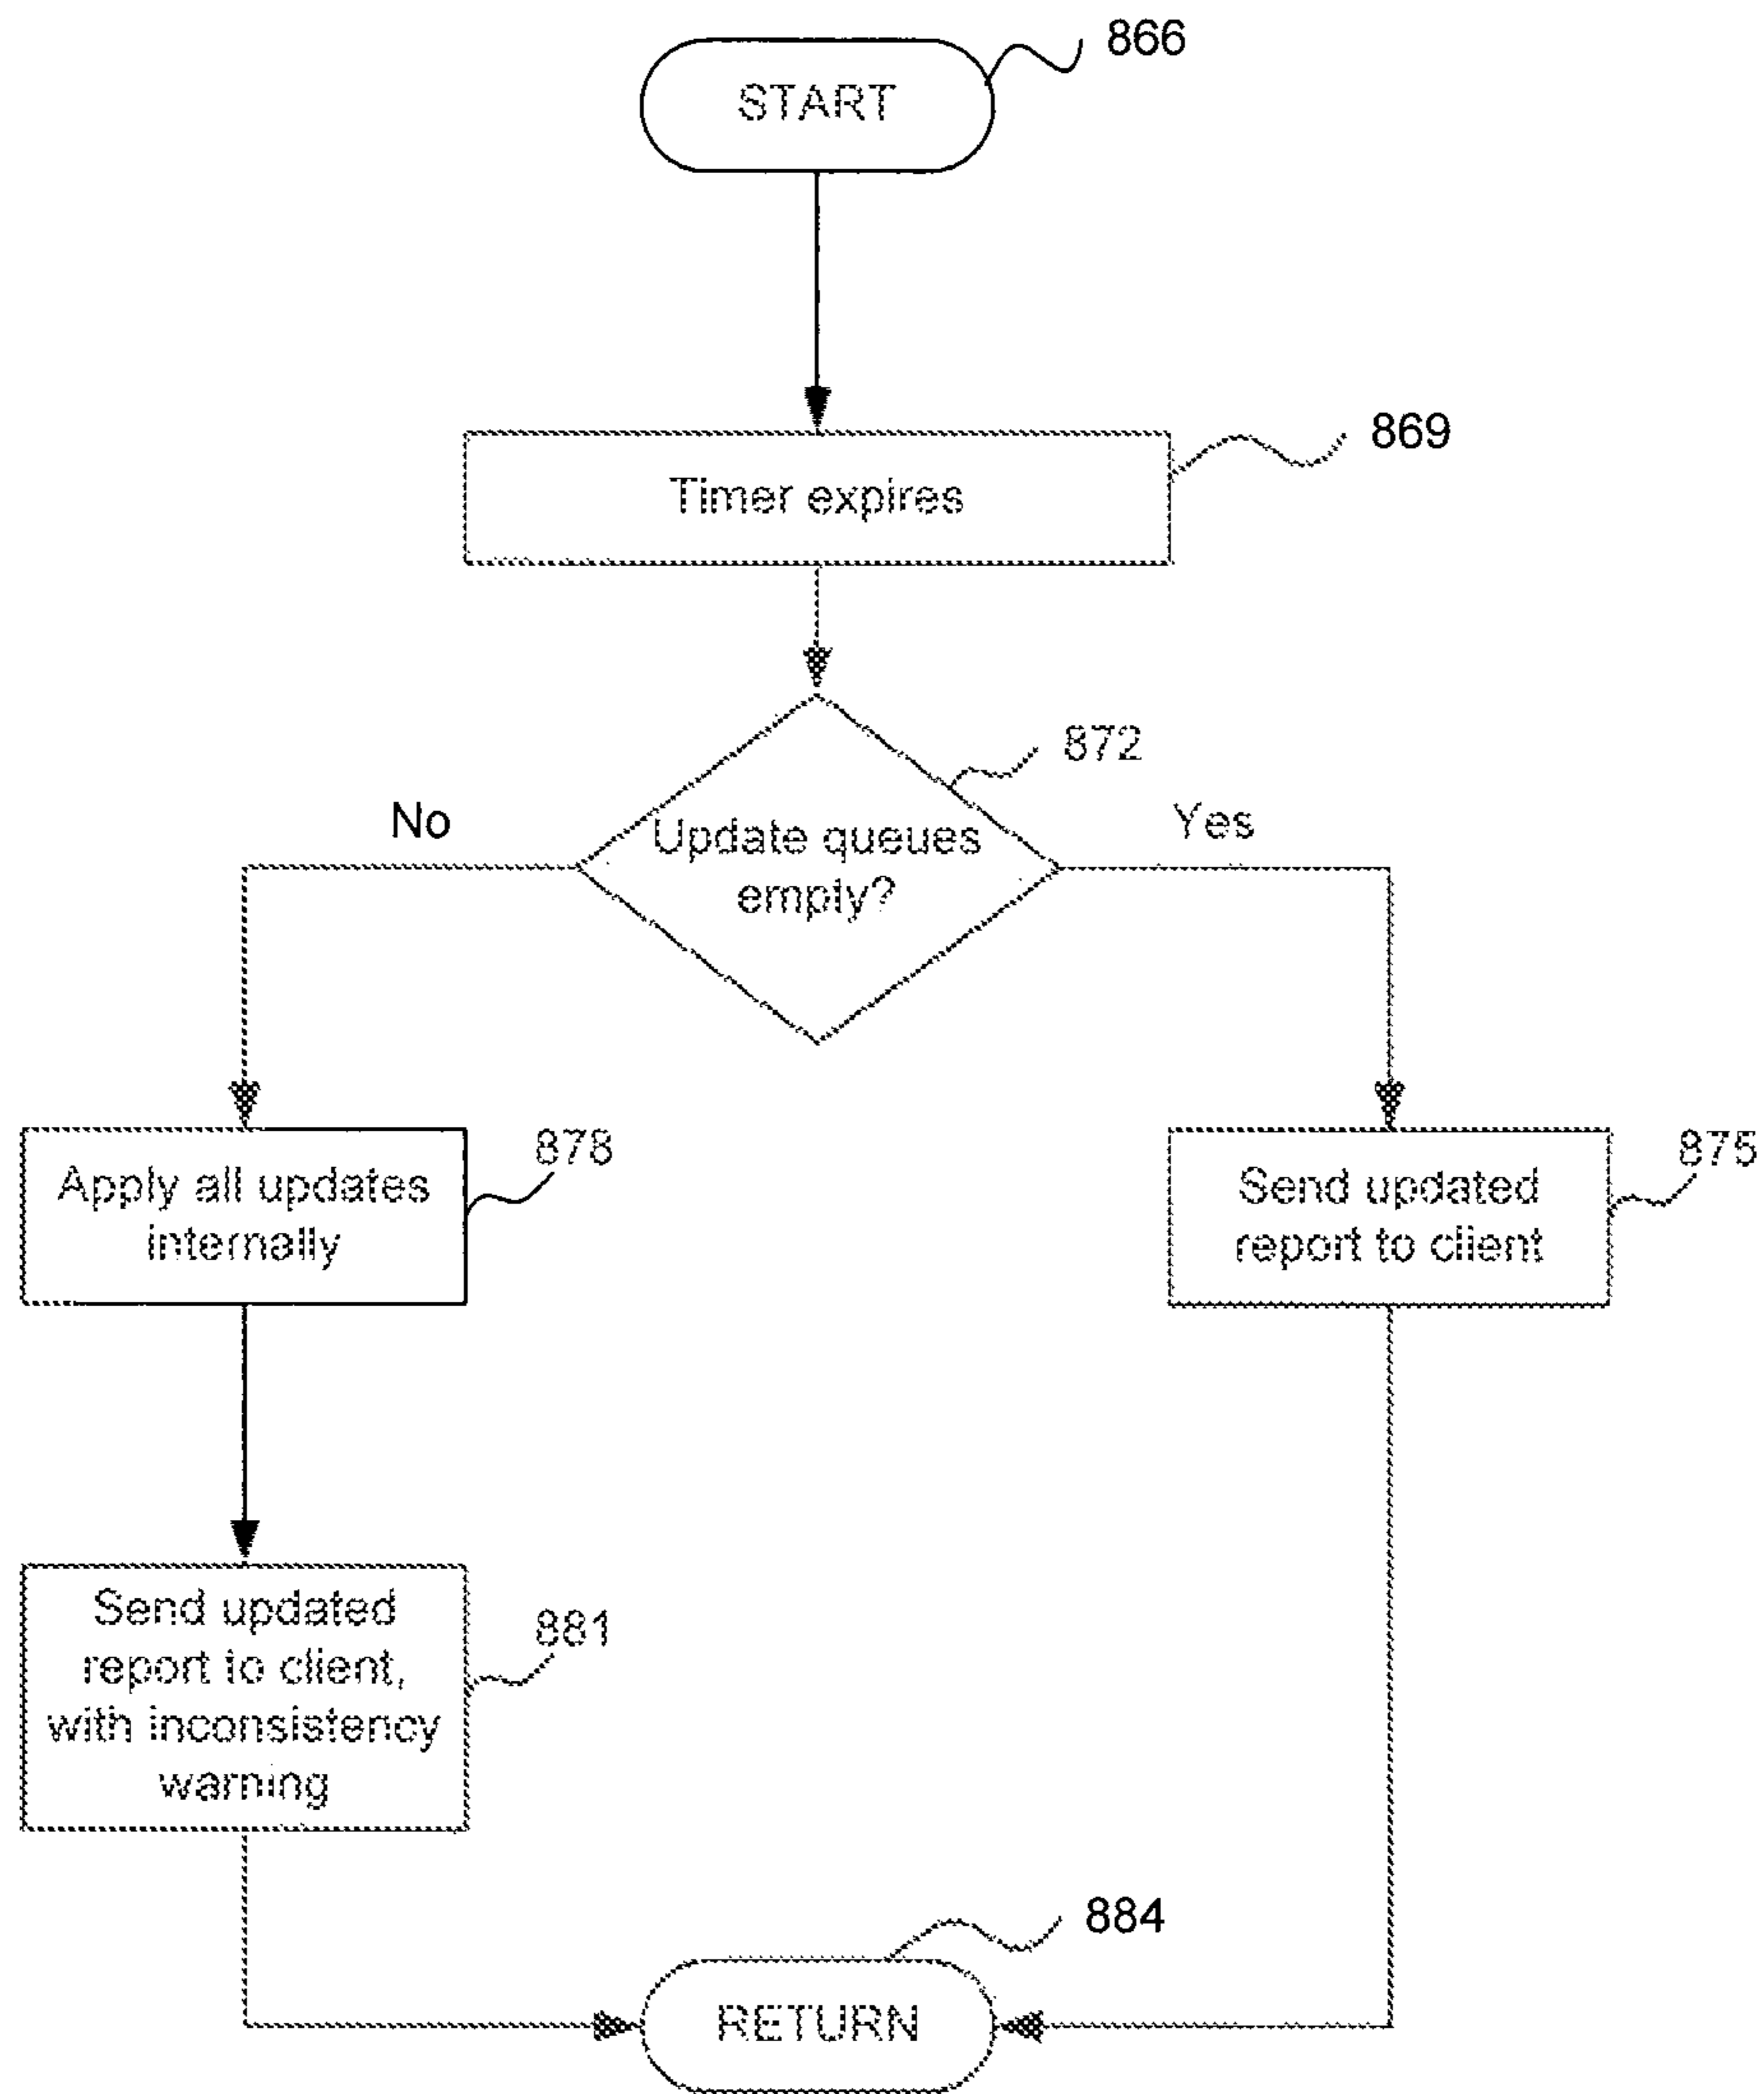 START
866
Timer expires
869
872
No
Update queues
empty?
Yes
Apply all updates
internally
878
Send updated
report to client
875
Send updated
report to client,
with inconsistency
warning
881
884
RETURN